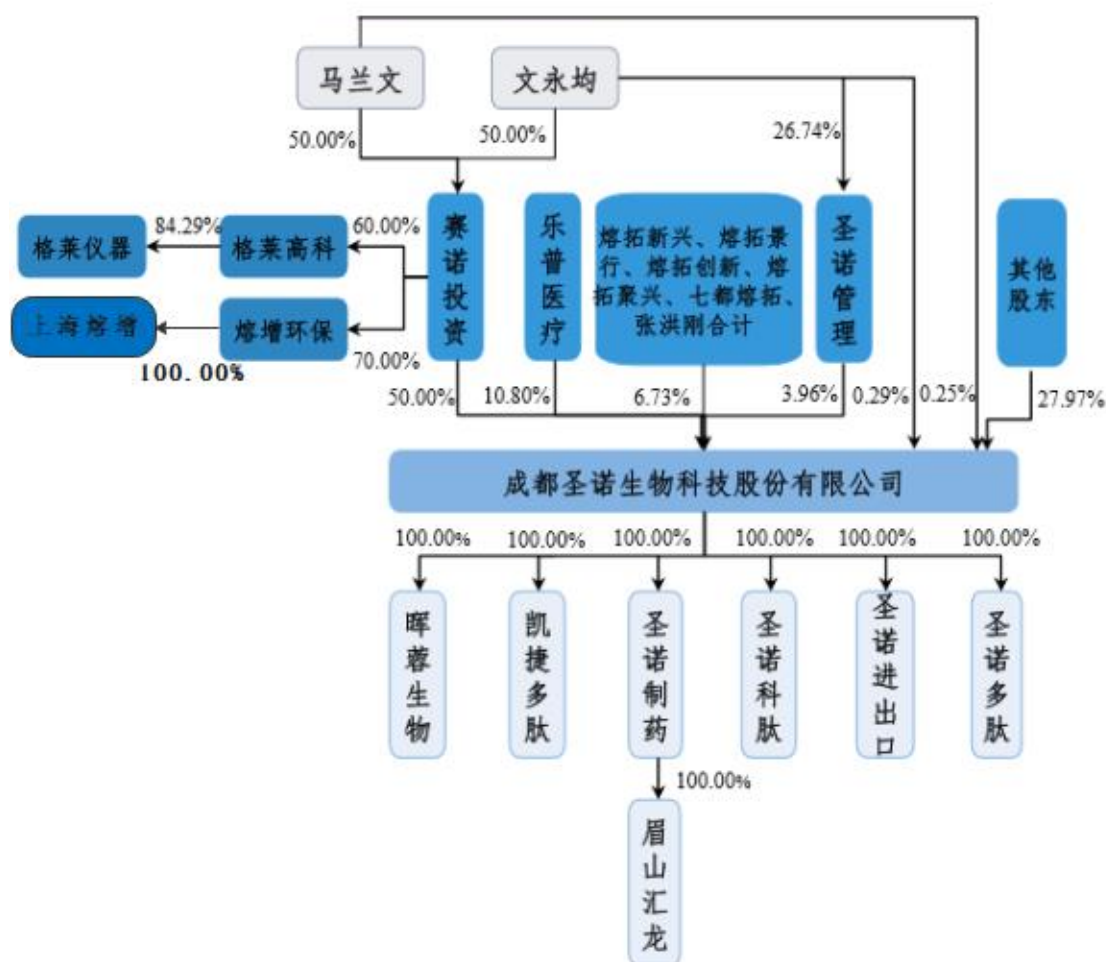 马兰文
文永均
50.00%
50.00%
26.74%
格莱仪器
84.29%
格莱高科
60.00%
上海熔增
100.00%
熔增环保
70.00%
赛诺投资
乐普医疗
熔拓新兴、熔拓景
行、熔拓创新、熔
拓聚兴、七都熔拓、
张洪刚合计
圣诺管理
其他
股东
50.00%
10.80%
6.73%
3.96%
0.29%
0.25%
27.97%
成都圣诺生物科技股份有限公司
100.00%
100.00%
100.00%
100.00%
100.00%
100.00%
晖蓉生物
凯捷多肽
圣诺制药
圣诺科肽
圣诺进出口
圣诺多肽
100.00%
眉山汇龙